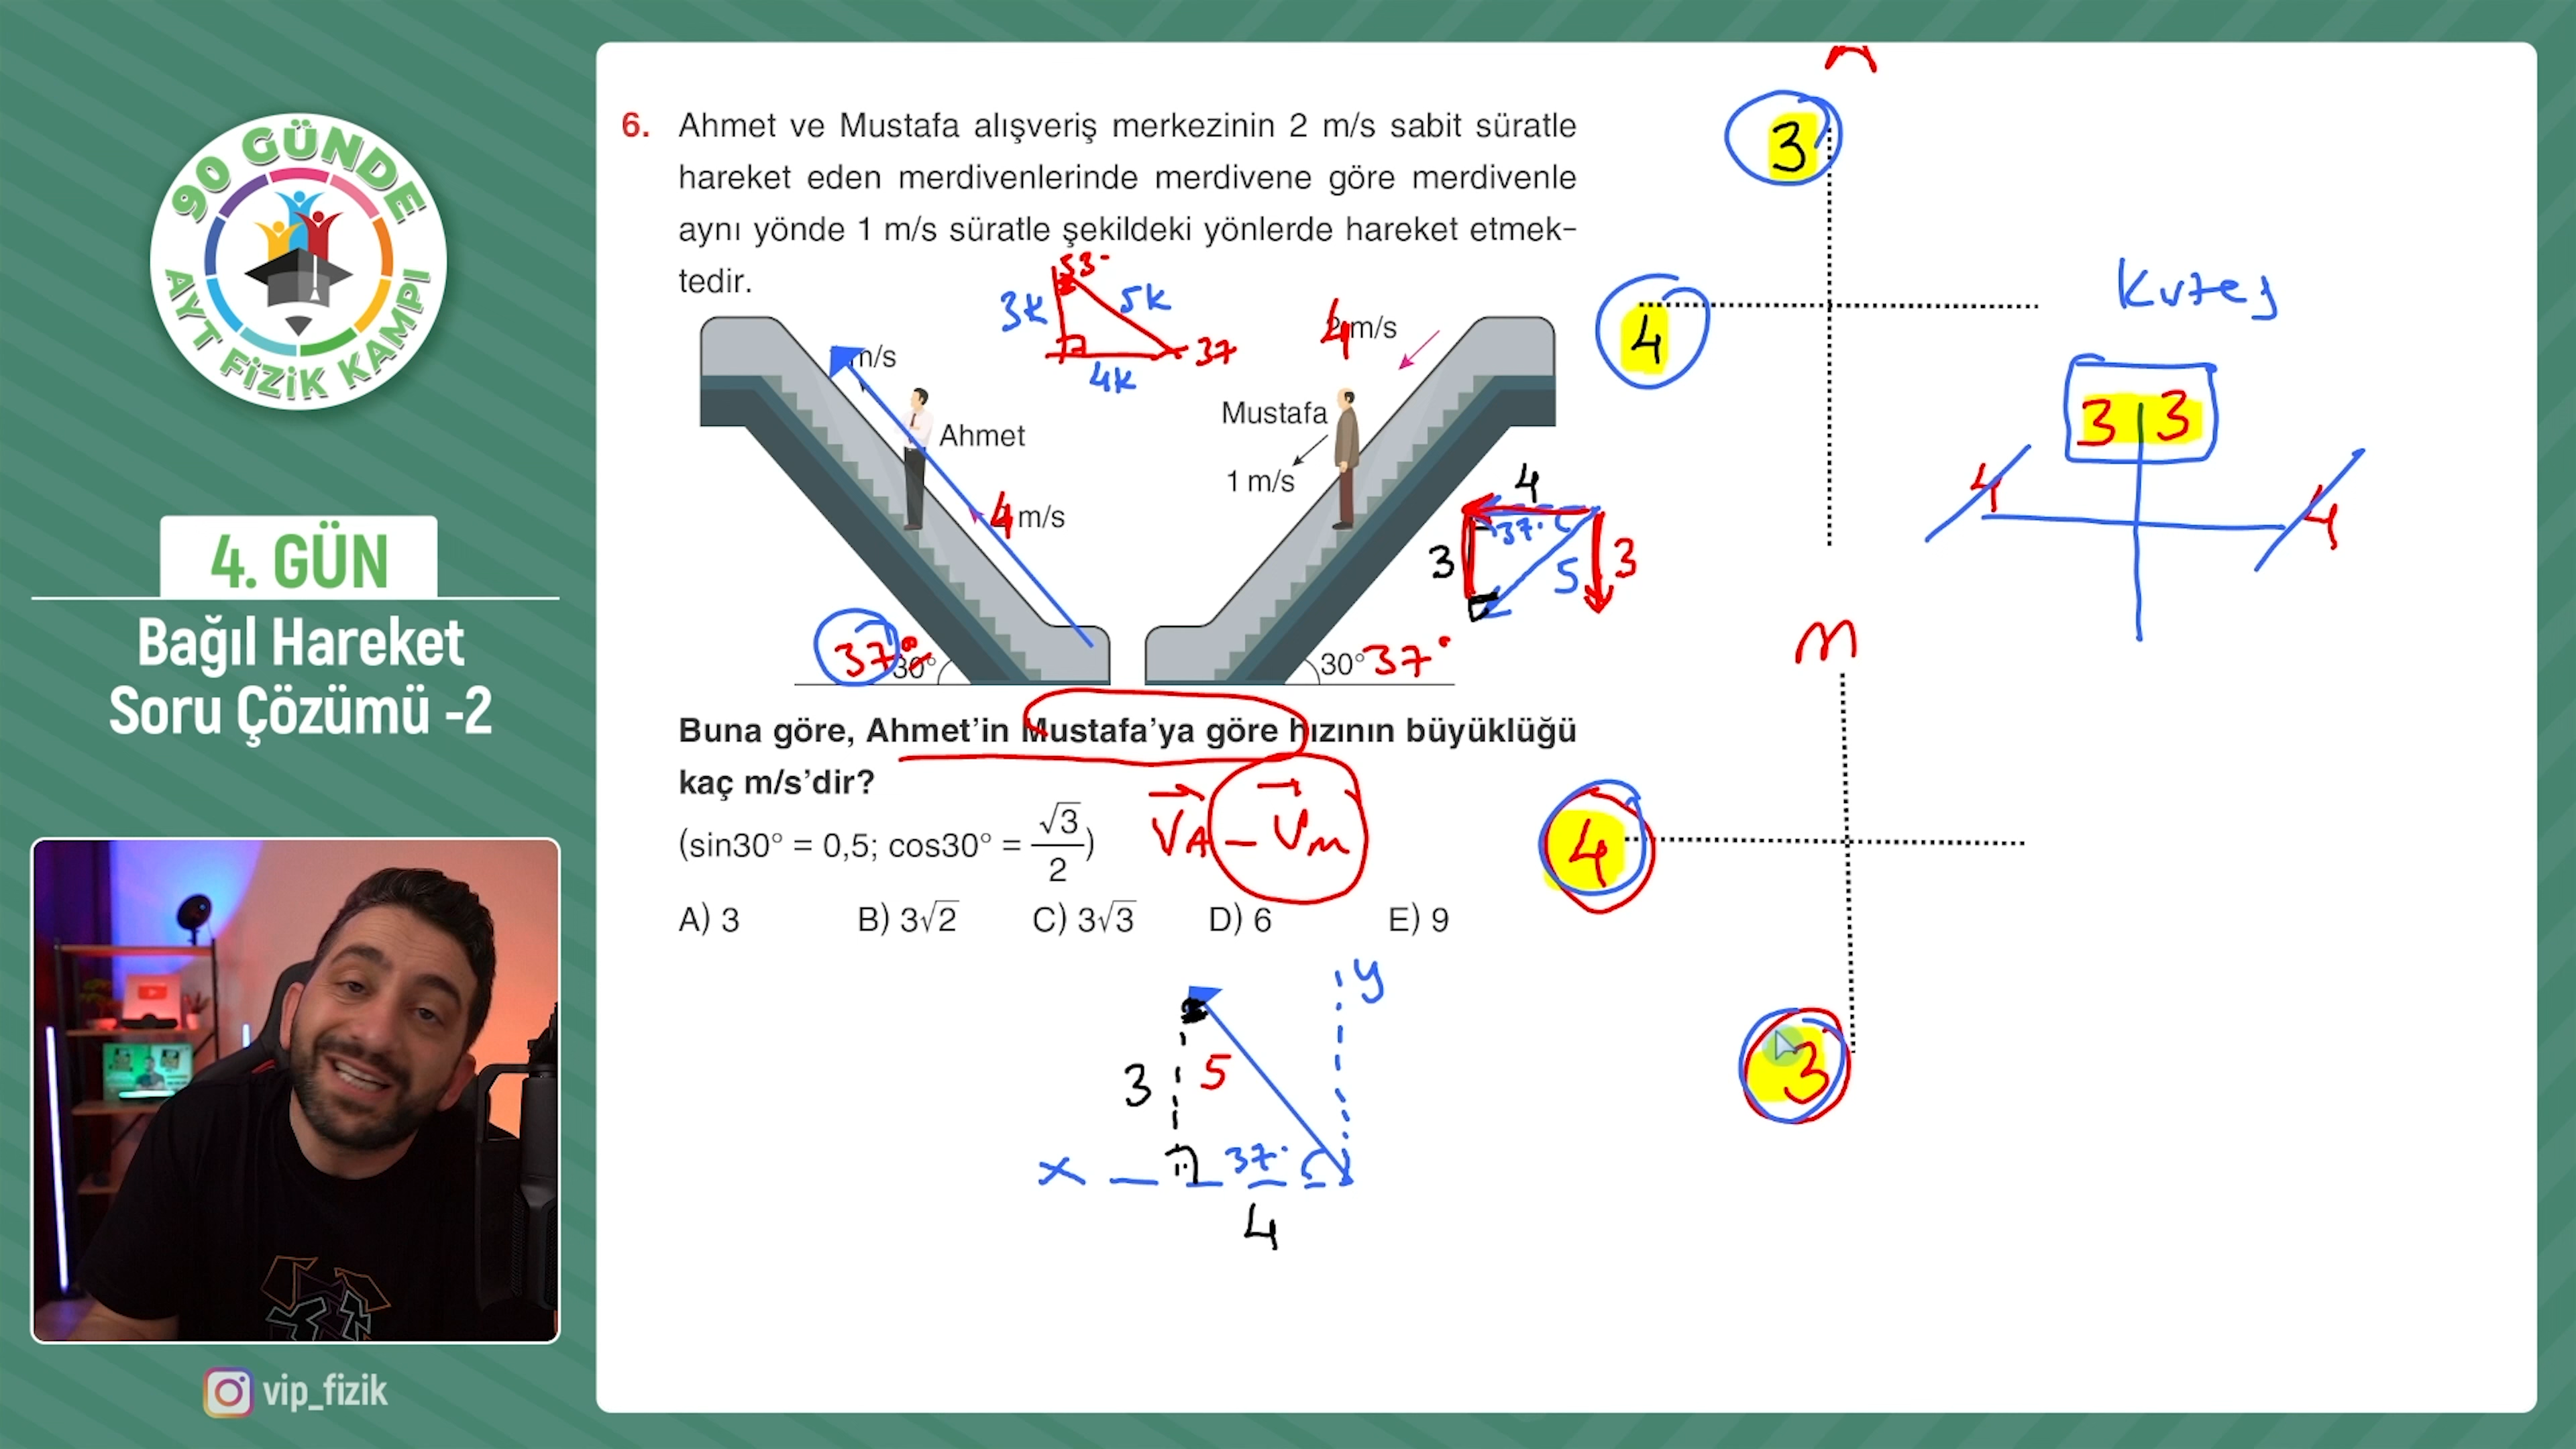 90 GÜNDE
AYT FİZİK KAMPI
4. GÜN
Bağıl Hareket
Soru Çözümü -2
vip_fizik
6. Ahmet ve Mustafa alışveriş merkezinin 2 m/s sabit süratle
hareket eden merdivenlerinde merdivene göre merdivenle
aynı yönde 1 m/s süratle şekildeki yönlerde hareket etmek-
tedir.
53°
3k
5k
37
4k
4 m/s
m/s
Ahmet
4 m/s
Mustafa
1 m/s
4
37°
3
5
3
37° 30°
30° 37°
Buna göre, Ahmet'in Mustafa'ya göre hızının büyüklüğü
kaç m/s'dir?
(sin30° = 0,5; cos30° = √3/2)
V_A - V_M
A) 3 B) 3√2 C) 3√3 D) 6 E) 9
y
3
5
x
37°
4
3
4
3 3
4
4
M
4
3